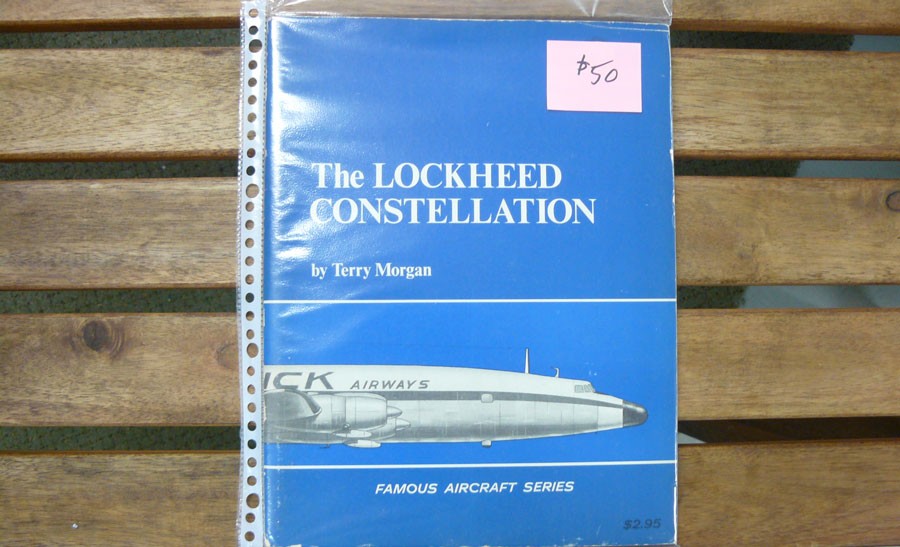 $50
The LOCKHEED
CONSTELLATION
by Terry Morgan
ICK AIRWAYS
FAMOUS AIRCRAFT SERIES
$2.95